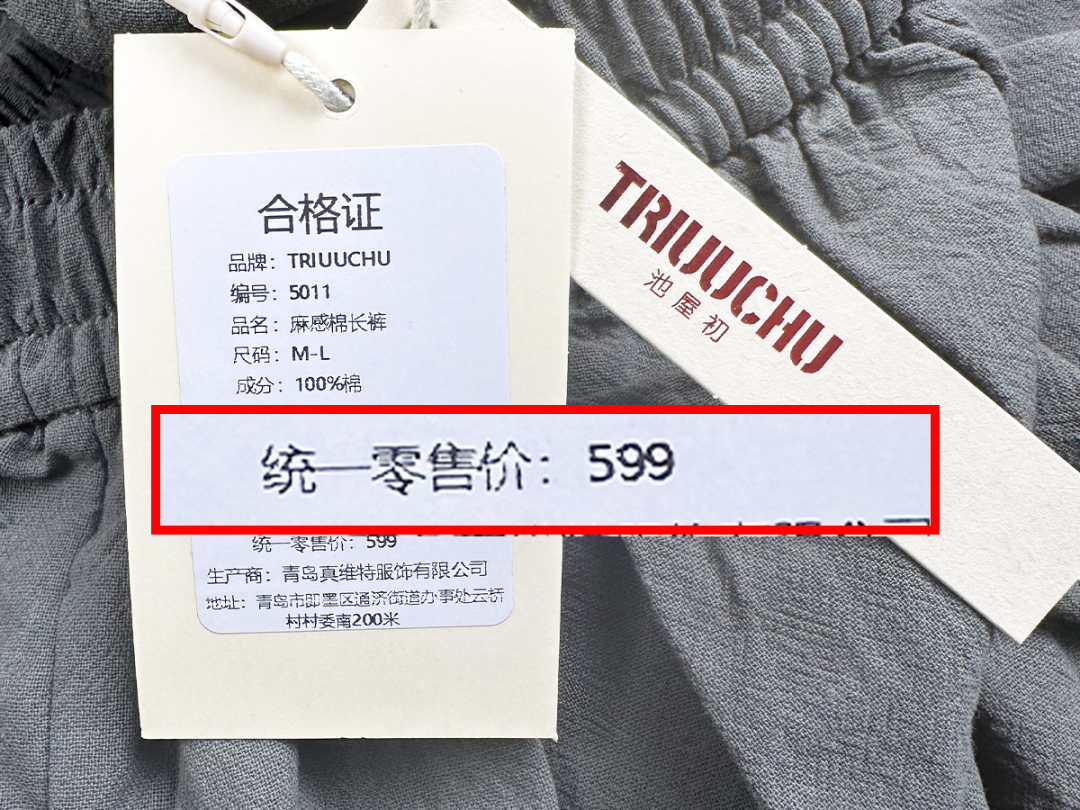 合格证
品牌：TRIUUCHU
编号：5011
品名：麻感棉长裤
尺码：M-L
成分：100%棉
统一零售价：599
统一零售价：599
生产商：青岛真维特服饰有限公司
地址：青岛市即墨区通济街道办事处云桥
村村委南200米
TRIUUCHU
池屋初